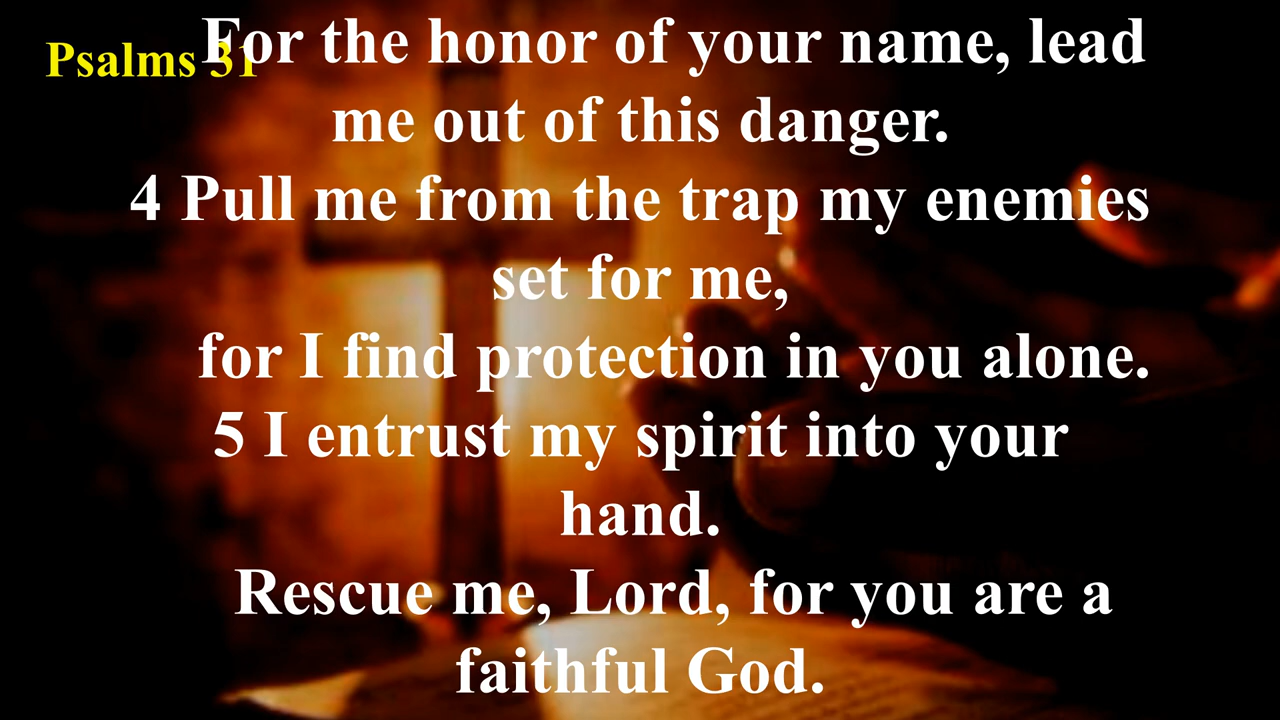 Psalms 31
For the honor of your name, lead
me out of this danger.
4 Pull me from the trap my enemies
set for me,
for I find protection in you alone.
5 I entrust my spirit into your
hand.
Rescue me, Lord, for you are a
faithful God.